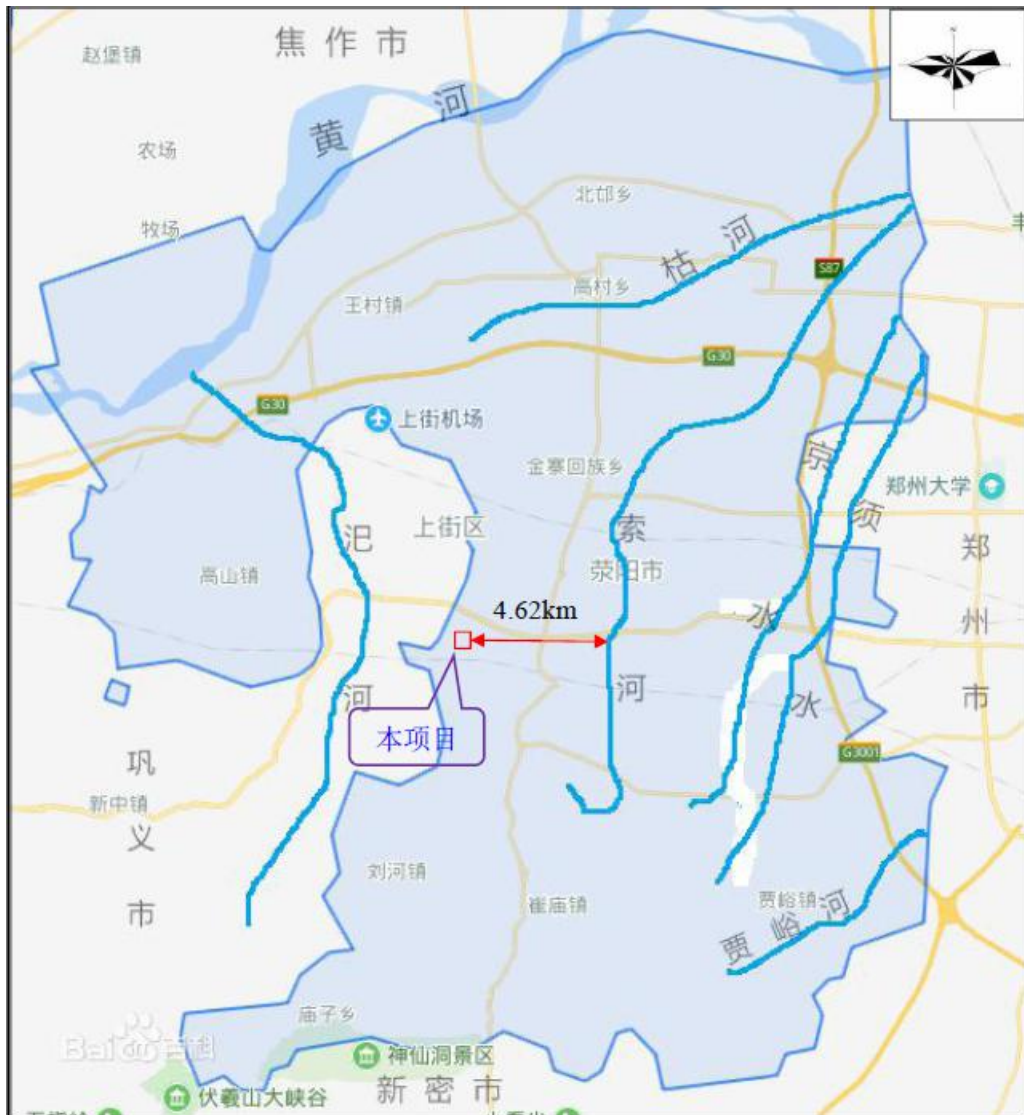 焦作市
赵堡镇
N
黄河
农场
北邙乡
牧场
枯河
丰
S87
高村乡
王村镇
G30
G30
上街机场
金寨回族乡
京水
郑州大学
须水
上街区
索河
汜河
荥阳市
高山镇
郑州市
4.62km
本项目
G3001
巩义市
新中镇
刘河镇
崔庙镇
贾峪镇
贾峪河
庙子乡
Bai du 百科
神仙洞景区
伏羲山大峡谷
新密市